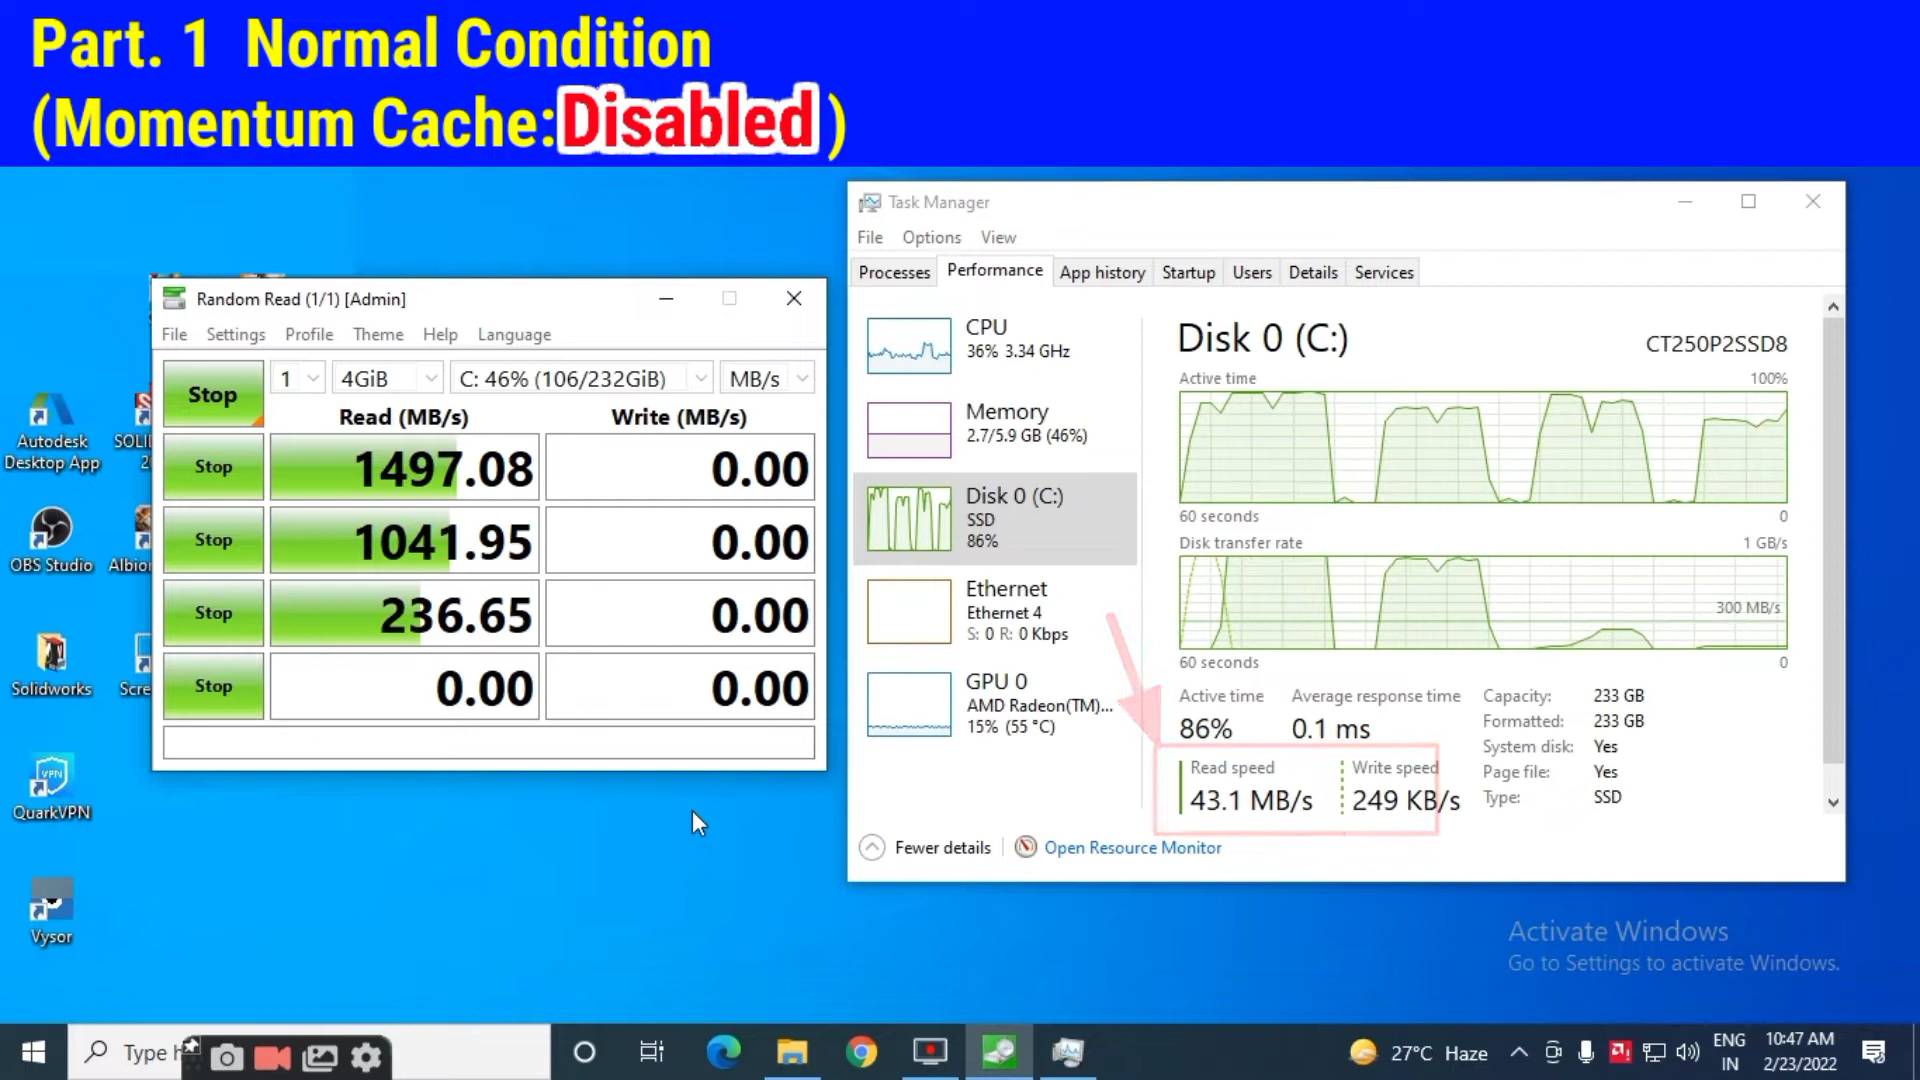 Part. 1 Normal Condition
(Momentum Cache:Disabled)
Task Manager
File Options View
Processes Performance App history Startup Users Details Services
CPU
36% 3.34 GHz
Memory
2.7/5.9 GB (46%)
Disk 0 (C:)
SSD
86%
Ethernet
Ethernet 4
S: 0 R: 0 Kbps
GPU 0
AMD Radeon(TM)...
15% (55 °C)
Disk 0 (C:) CT250P2SSD8
Active time 100%
60 seconds 0
Disk transfer rate 1 GB/s
300 MB/s
60 seconds 0
Active time Average response time
86% 0.1 ms
Read speed Write speed
43.1 MB/s 249 KB/s
Capacity: 233 GB
Formatted: 233 GB
System disk: Yes
Page file: Yes
Type: SSD
Fewer details Open Resource Monitor
Random Read (1/1) [Admin]
File Settings Profile Theme Help Language
Stop 1 4GiB C: 46% (106/232GiB) MB/s
Read (MB/s) Write (MB/s)
Stop 1497.08 0.00
Stop 1041.95 0.00
Stop 236.65 0.00
Stop 0.00 0.00
Autodesk
Desktop App
OBS Studio
Albion
Solidworks
QuarkVPN
VPN
Vysor
Activate Windows
Go to Settings to activate Windows.
Type
27°C Haze
ENG
IN
10:47 AM
2/23/2022